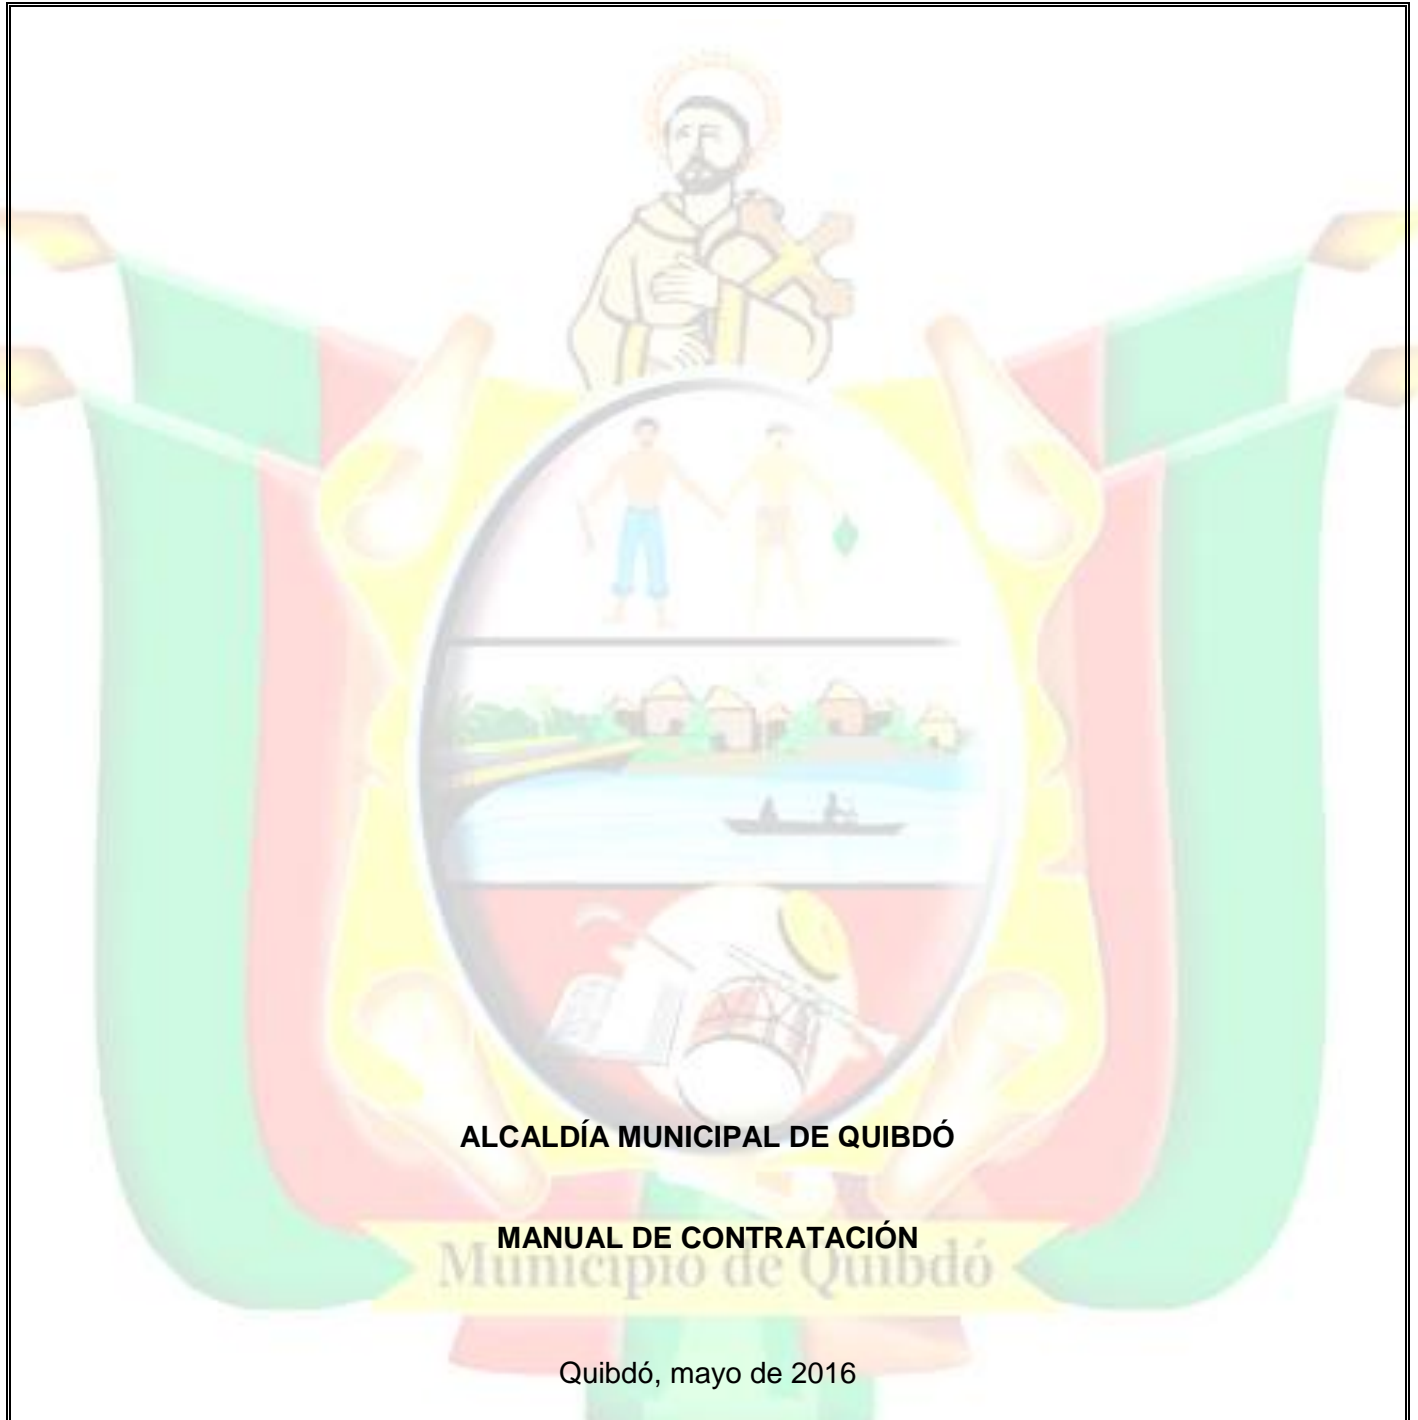 ALCALDÍA MUNICIPAL DE QUIBDÓ
MANUAL DE CONTRATACIÓN
Municipio de Quibdó
Quibdó, mayo de 2016